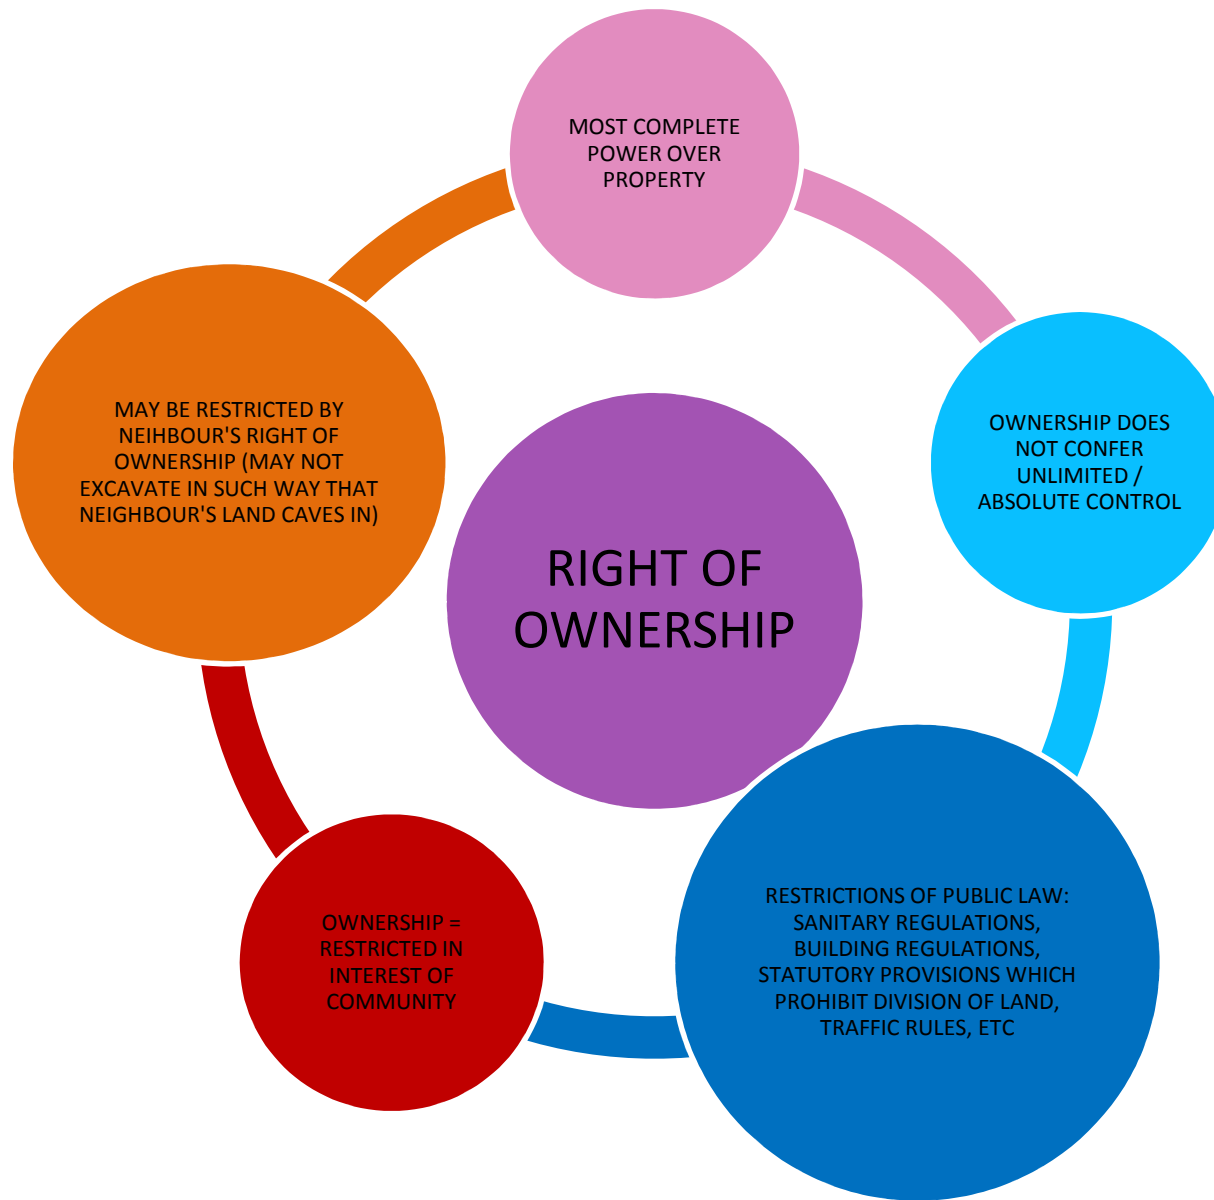 MOST COMPLETE
POWER OVER
PROPERTY
OWNERSHIP DOES
NOT CONFER
UNLIMITED /
ABSOLUTE CONTROL
RESTRICTIONS OF PUBLIC LAW:
SANITARY REGULATIONS,
BUILDING REGULATIONS,
STATUTORY PROVISIONS WHICH
PROHIBIT DIVISION OF LAND,
TRAFFIC RULES, ETC
OWNERSHIP =
RESTRICTED IN
INTEREST OF
COMMUNITY
MAY BE RESTRICTED BY
NEIHBOUR'S RIGHT OF
OWNERSHIP (MAY NOT
EXCAVATE IN SUCH WAY THAT
NEIGHBOUR'S LAND CAVES IN)
RIGHT OF
OWNERSHIP